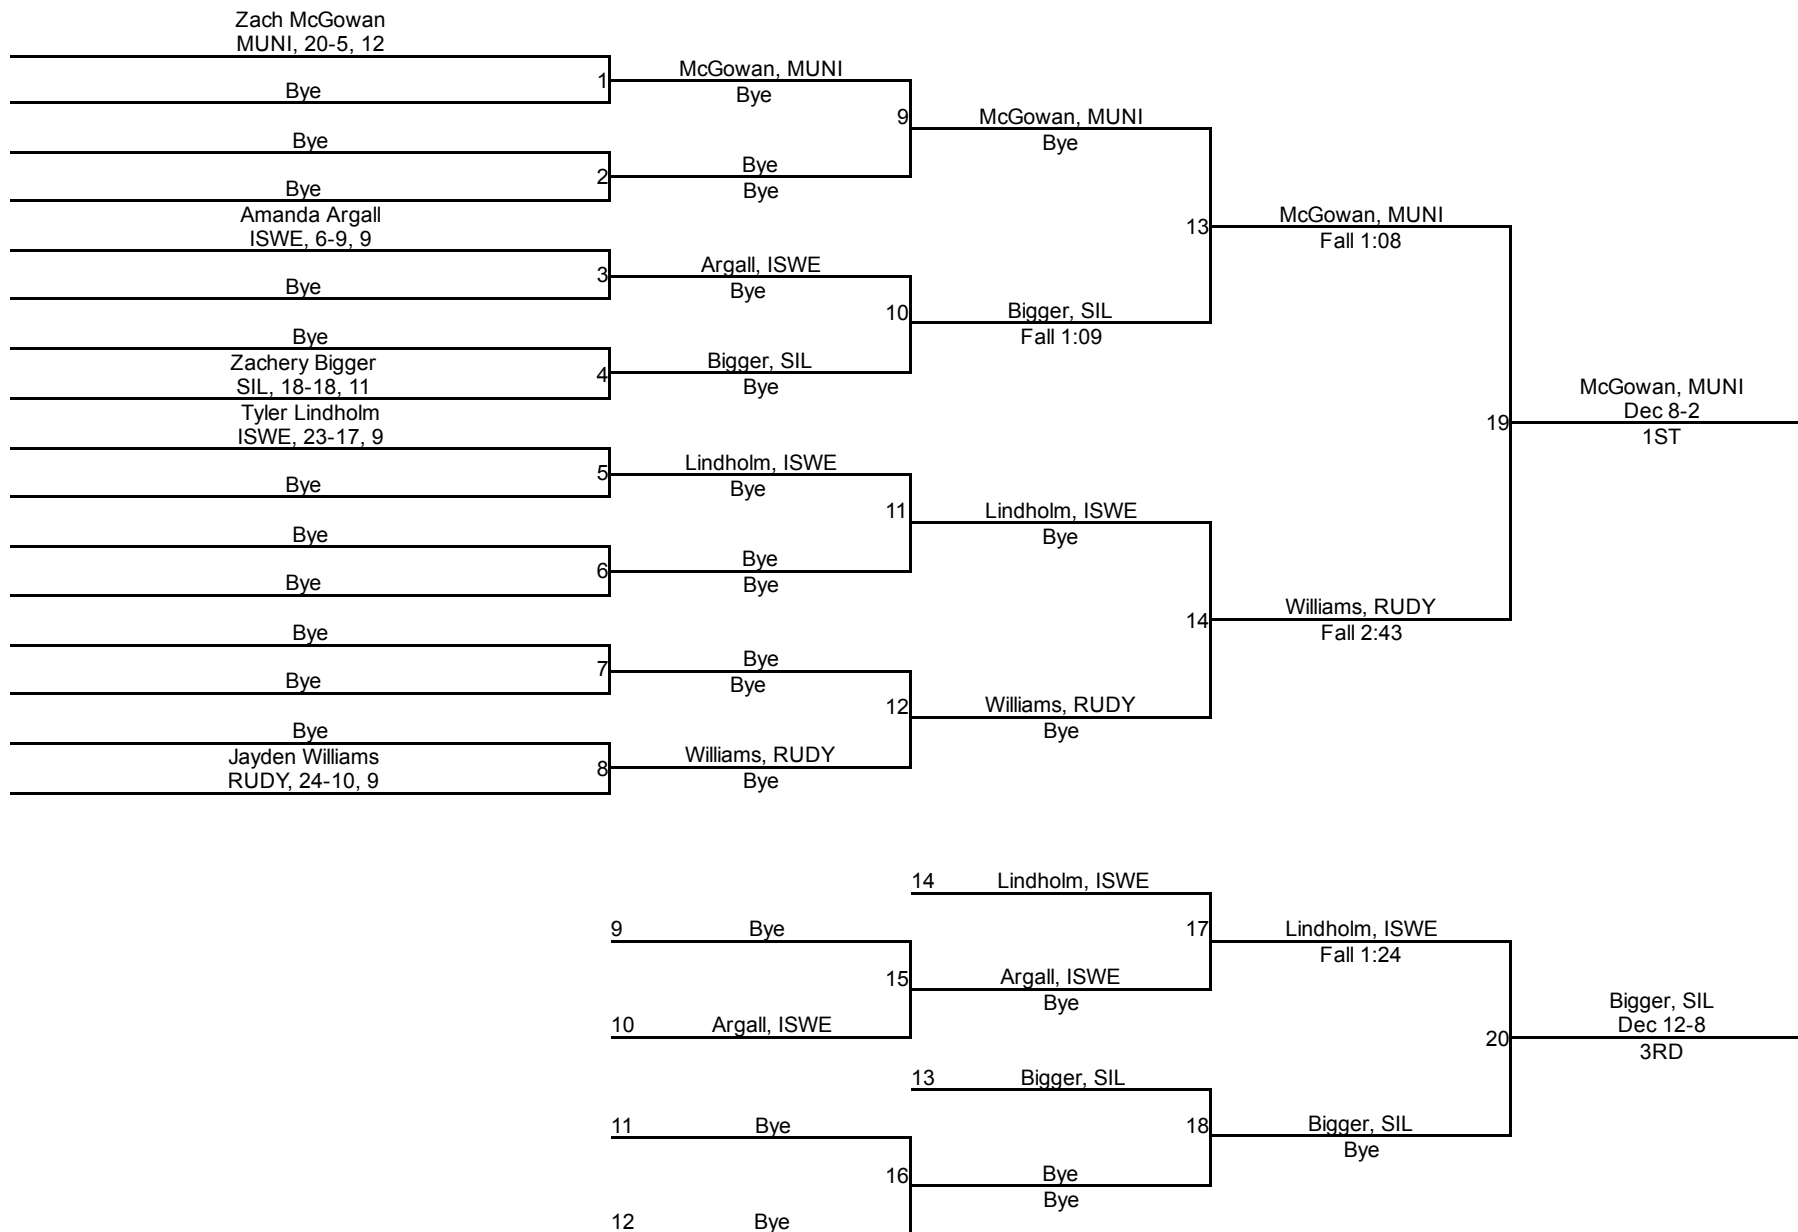 Zach McGowan
MUNI, 20-5, 12
1
Bye
McGowan, MUNI
Bye
9
Bye
2
Bye
Bye
Bye
McGowan, MUNI
Bye
Amanda Argall
ISWE, 6-9, 9
3
Bye
Argall, ISWE
Bye
10
Bye
Zachery Bigger
SIL, 18-18, 11
4
Bigger, SIL
Bye
Bigger, SIL
Fall 1:09
13
McGowan, MUNI
Fall 1:08
Tyler Lindholm
ISWE, 23-17, 9
5
Bye
Lindholm, ISWE
Bye
11
Bye
6
Bye
Bye
Bye
Lindholm, ISWE
Bye
Bye
7
Bye
Bye
Bye
12
Bye
Jayden Williams
RUDY, 24-10, 9
8
Williams, RUDY
Bye
Williams, RUDY
Bye
14
Williams, RUDY
Fall 2:43
19
McGowan, MUNI
Dec 8-2
1ST
14 Lindholm, ISWE
9 Bye
15
10 Argall, ISWE
Argall, ISWE
Bye
17
Lindholm, ISWE
Fall 1:24
13 Bigger, SIL
11 Bye
16
12 Bye
Bye
Bye
18
Bigger, SIL
Bye
20
Bigger, SIL
Dec 12-8
3RD